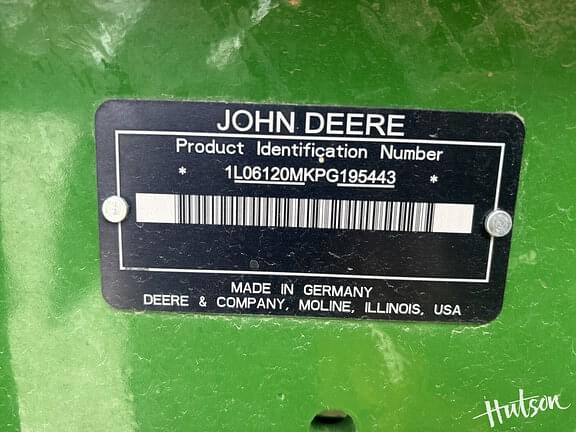 JOHN DEERE
Product Identification Number
* 1L06120MKPG195443 *
MADE IN GERMANY
DEERE & COMPANY, MOLINE, ILLINOIS, USA
Hutson